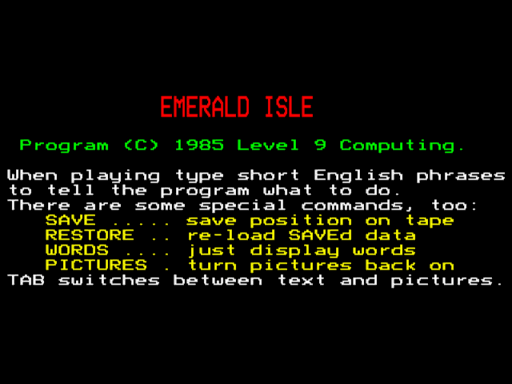 EMERALD ISLE
Program (C) 1985 Level 9 Computing.
When playing type short English phrases
to tell the program what to do.
There are some special commands, too:
SAVE ..... save position on tape
RESTORE .. re-load SAVEd data
WORDS .... just display words
PICTURES . turn pictures back on
TAB switches between text and pictures.